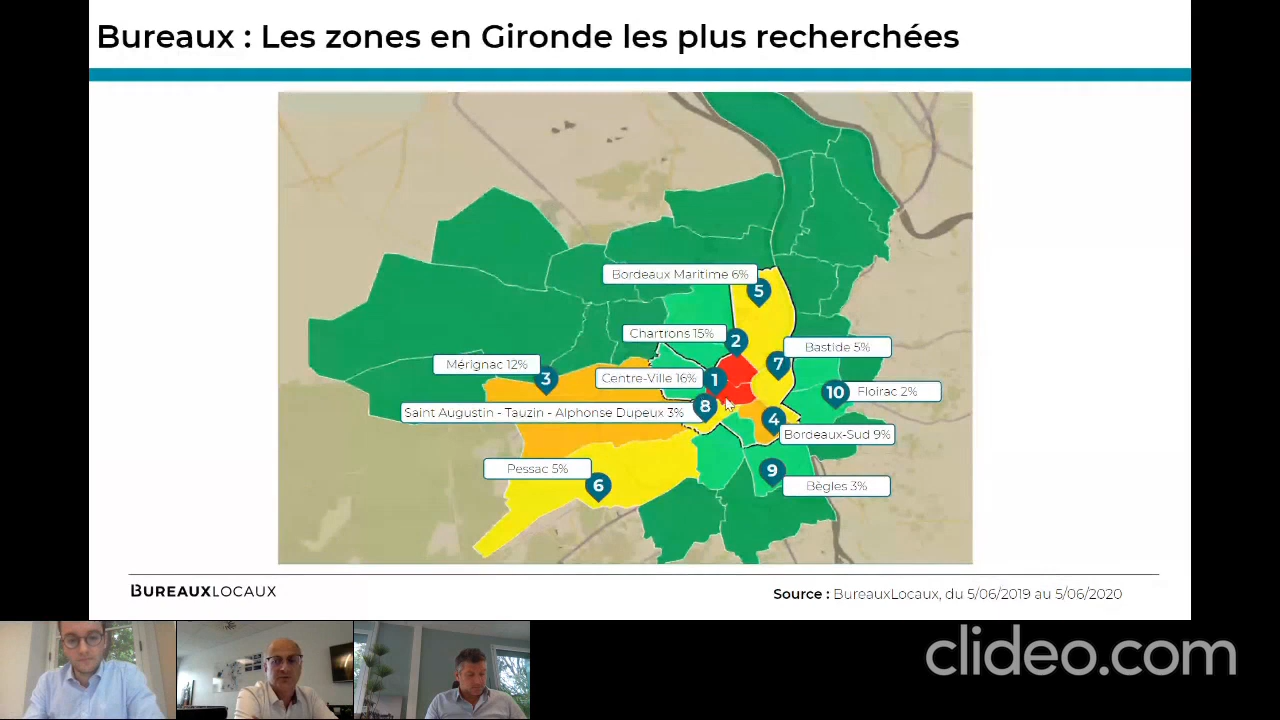 Bureaux : Les zones en Gironde les plus recherchées
Bordeaux Maritime 6%
5
Chartrons 15%
2
Bastide 5%
7
Mérignac 12%
3
Centre-Ville 16%
1
10
Floirac 2%
Saint Augustin - Tauzin - Alphonse Dupeux 3%
8
4
Bordeaux-Sud 9%
Pessac 5%
6
9
Bègles 3%
BUREAUXLOCAUX
Source : BureauxLocaux, du 5/06/2019 au 5/06/2020
clideo.com